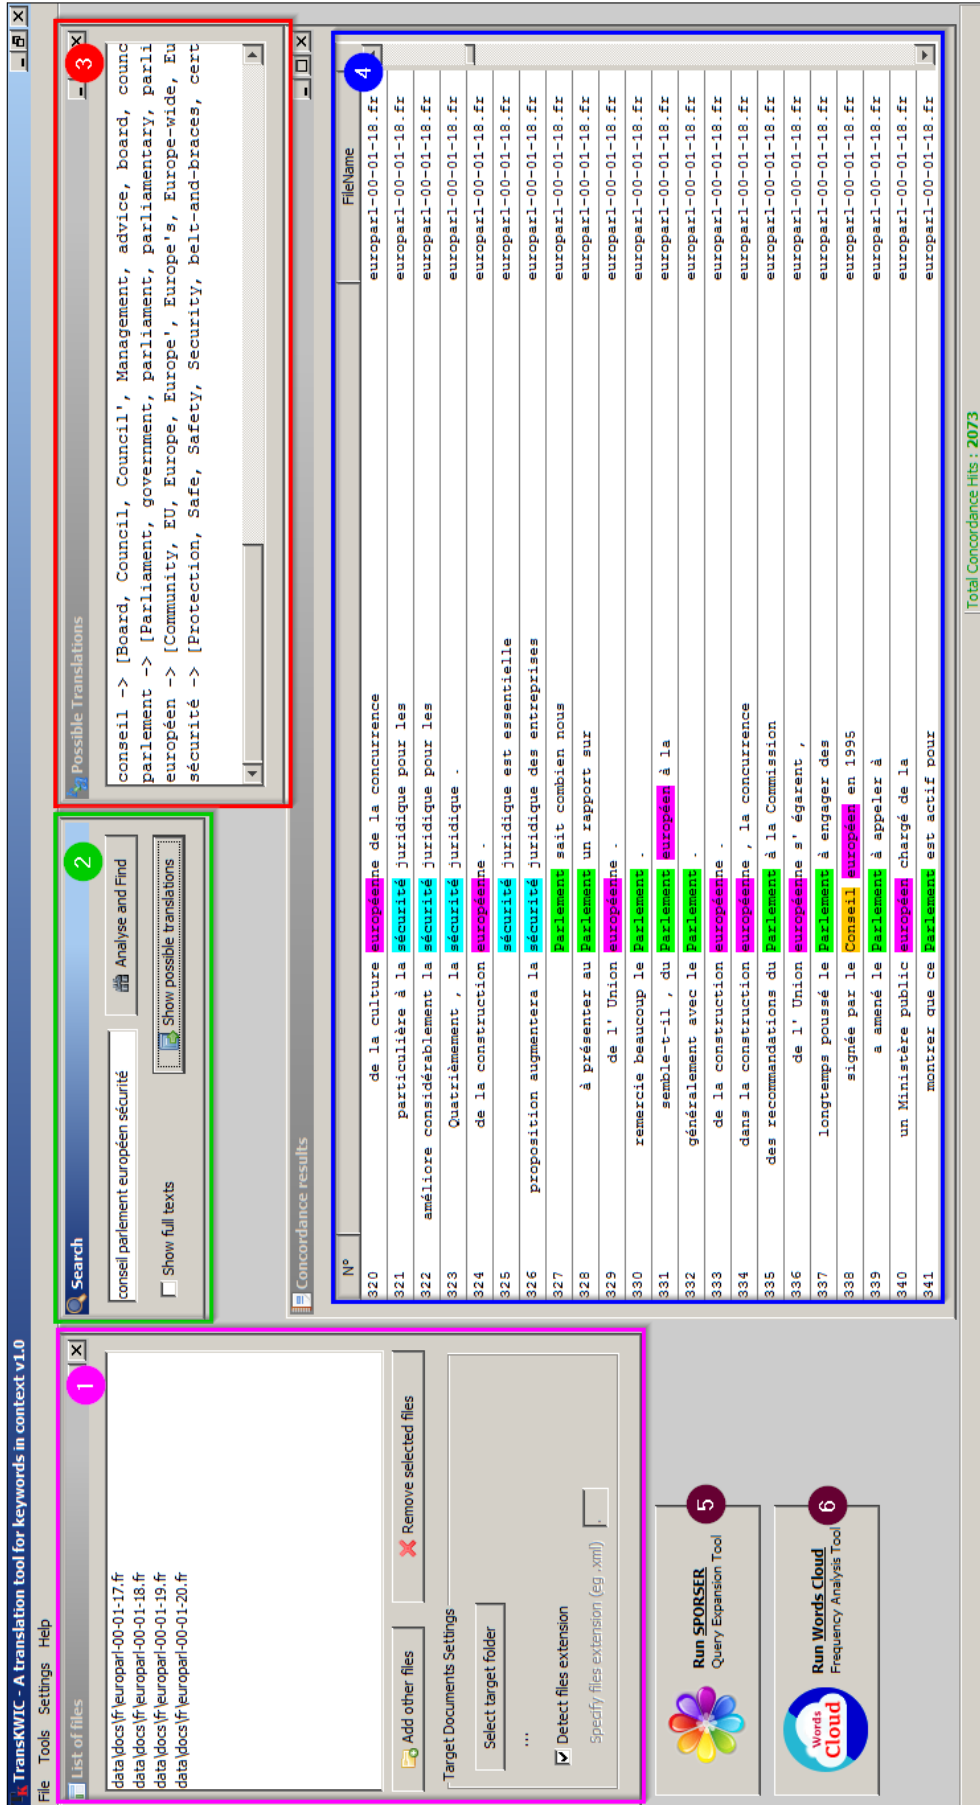 TransKWIC - A translation tool for keywords in context v1.0
File Tools Settings Help
List of files
1
data\docs\fr\europarl-00-01-17.fr
data\docs\fr\europarl-00-01-18.fr
data\docs\fr\europarl-00-01-19.fr
data\docs\fr\europarl-00-01-20.fr
Add other files
Remove selected files
Target Documents Settings
Select target folder
...
Detect files extension
Specify files extension (eg .xml)
.
Run SPORSER
Query Expansion Tool
5
Words
Cloud
Run Words Cloud
Frequency Analysis Tool
6
Search
2
conseil parlement européen sécurité
Analyse and Find
Show full texts
Show possible translations
Possible Translations
3
conseil -> [Board, Council, Council', Management, advice, board, counc
parlement -> [Parliament, government, parliament, parliamentary, parli
européen -> [Community, EU, Europe, Europe', Europe's, Europe-wide, Eu
sécurité -> [Protection, Safe, Safety, Security, belt-and-braces, cert
Concordance results
4
N° FileName
320 de la culture européenne de la concurrence europarl-00-01-18.fr
321 particulière à la sécurité juridique pour les europarl-00-01-18.fr
322 améliore considérablement la sécurité juridique pour les europarl-00-01-18.fr
323 Quatrièmement , la sécurité juridique . europarl-00-01-18.fr
324 de la construction européenne . europarl-00-01-18.fr
325 sécurité juridique est essentielle europarl-00-01-18.fr
326 proposition augmentera la sécurité juridique des entreprises europarl-00-01-18.fr
327 Parlement sait combien nous europarl-00-01-18.fr
328 à présenter au Parlement un rapport sur europarl-00-01-18.fr
329 de l' Union européenne . europarl-00-01-18.fr
330 remercie beaucoup le Parlement . europarl-00-01-18.fr
331 semble-t-il , du Parlement européen à la europarl-00-01-18.fr
332 généralement avec le Parlement . europarl-00-01-18.fr
333 de la construction européenne . europarl-00-01-18.fr
334 dans la construction européenne , la concurrence europarl-00-01-18.fr
335 des recommandations du Parlement à la Commission europarl-00-01-18.fr
336 de l' Union européenne s' égarent , europarl-00-01-18.fr
337 longtemps poussé le Parlement à engager des europarl-00-01-18.fr
338 signée par le Conseil européen en 1995 europarl-00-01-18.fr
339 a amené le Parlement à appeler à europarl-00-01-18.fr
340 un Ministère public européen chargé de la europarl-00-01-18.fr
341 montrer que ce Parlement est actif pour europarl-00-01-18.fr
Total Concordance Hits : 2073